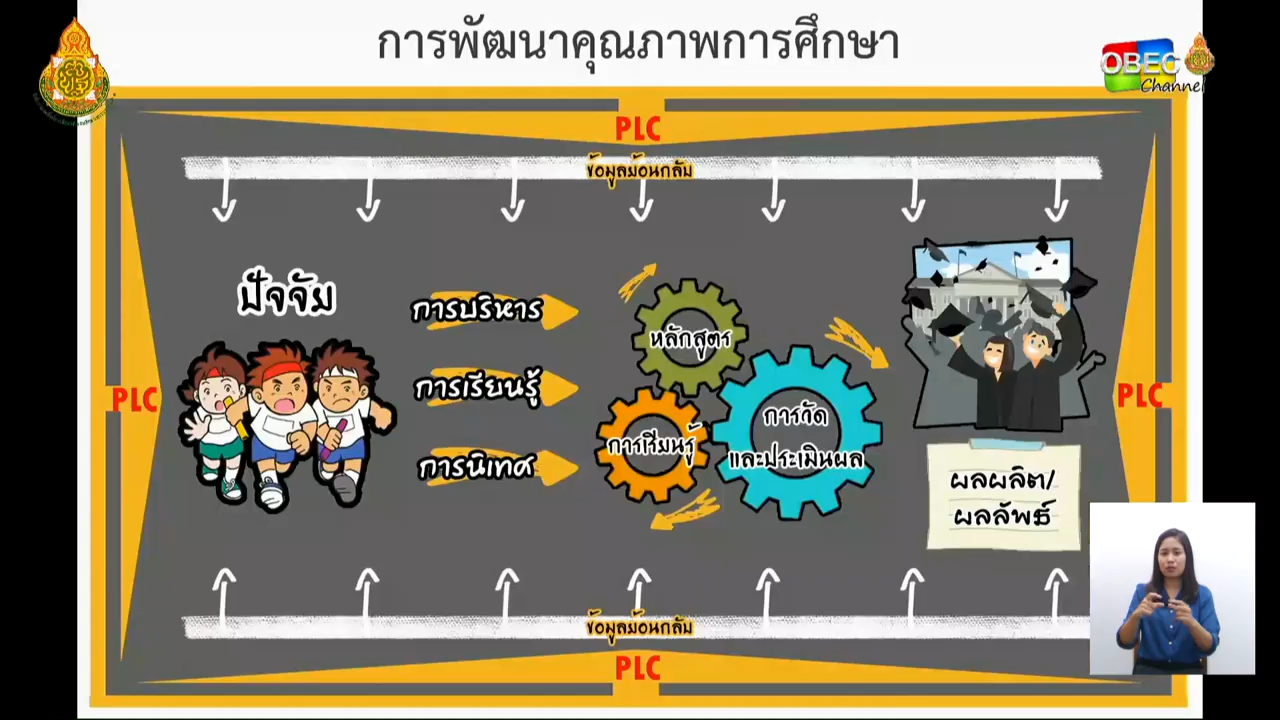 การพัฒนาคุณภาพการศึกษา
OBEC
Channel
PLC
ข้อมูลย้อนกลับ
ปัจจัย
การบริหาร
การเรียนรู้
การนิเทศ
หลักสูตร
การเรียนรู้
การวัด
และประเมินผล
PLC
PLC
ผลผลิต/
ผลลัพธ์
ข้อมูลย้อนกลับ
PLC